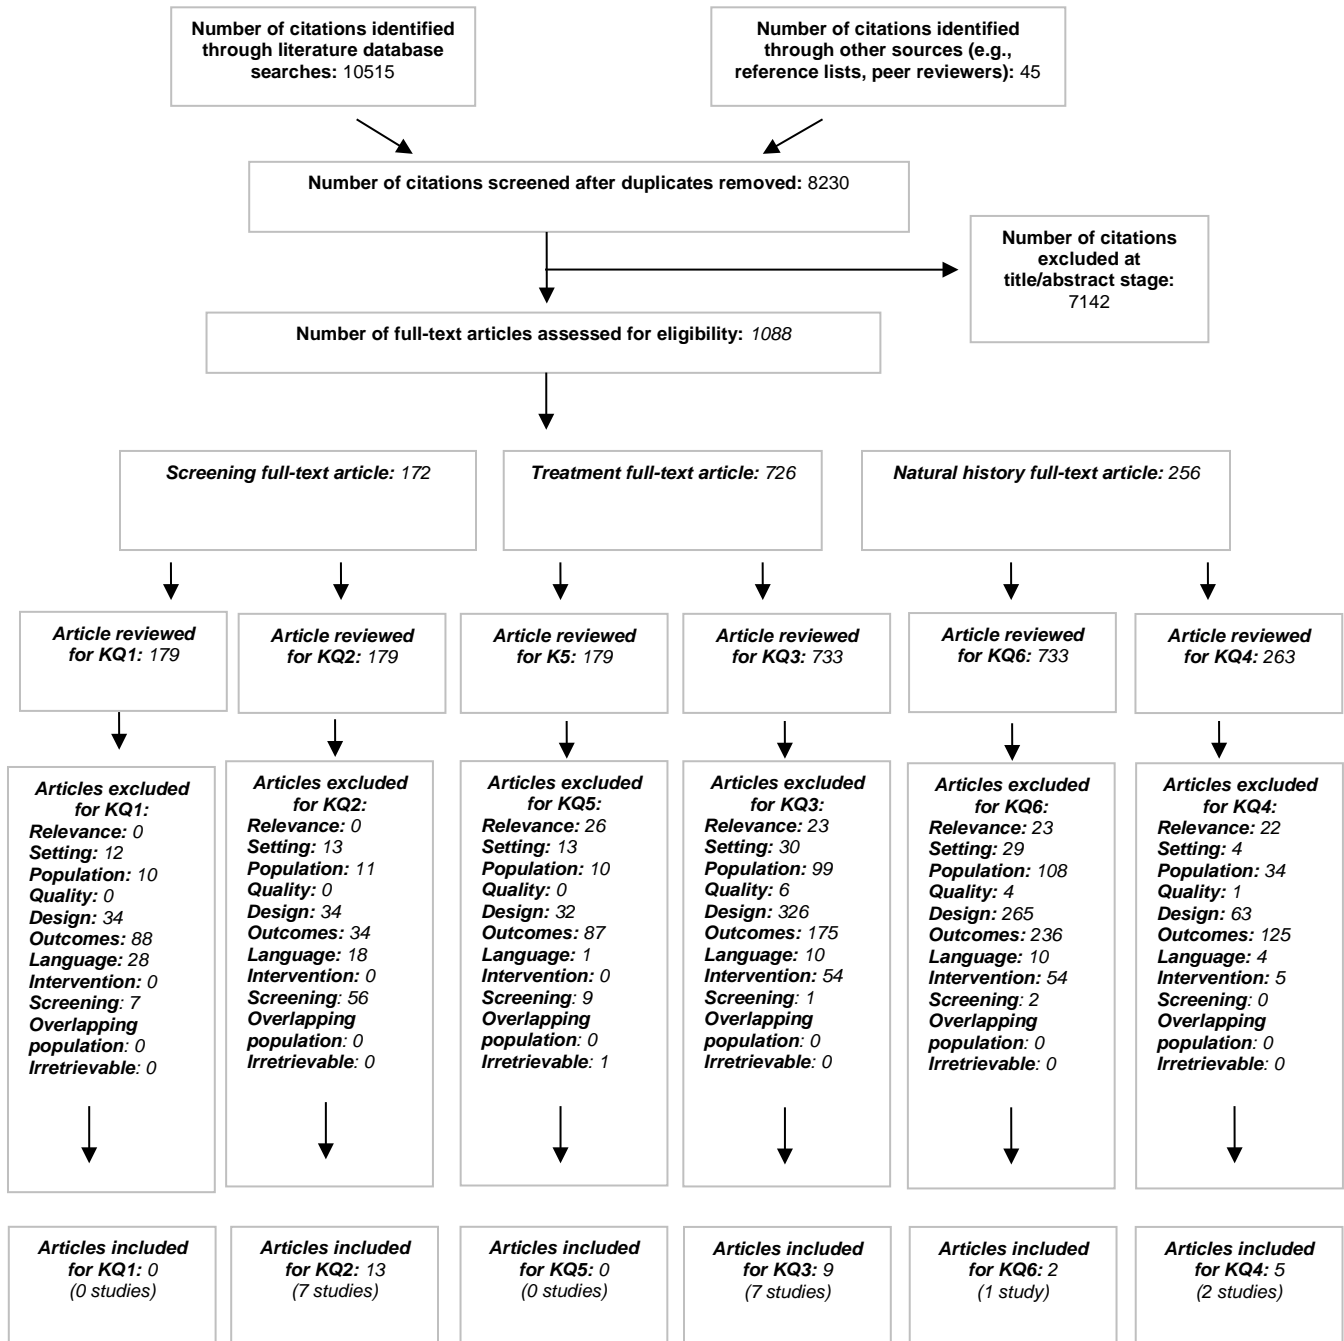 Number of citations identified
through literature database
searches: 10515
Number of citations identified
through other sources (e.g.,
reference lists, peer reviewers): 45
Number of citations screened after duplicates removed: 8230
Number of citations
excluded at
title/abstract stage:
7142
Number of full-text articles assessed for eligibility: 1088
Screening full-text article: 172
Treatment full-text article: 726
Natural history full-text article: 256
Article reviewed
for KQ1: 179
Article reviewed
for KQ2: 179
Article reviewed
for K5: 179
Article reviewed
for KQ3: 733
Article reviewed
for KQ6: 733
Article reviewed
for KQ4: 263
Articles excluded
for KQ1:
Relevance: 0
Setting: 12
Population: 10
Quality: 0
Design: 34
Outcomes: 88
Language: 28
Intervention: 0
Screening: 7
Overlapping
population: 0
Irretrievable: 0
Articles excluded
for KQ2:
Relevance: 0
Setting: 13
Population: 11
Quality: 0
Design: 34
Outcomes: 34
Language: 18
Intervention: 0
Screening: 56
Overlapping
population: 0
Irretrievable: 0
Articles excluded
for KQ5:
Relevance: 26
Setting: 13
Population: 10
Quality: 0
Design: 32
Outcomes: 87
Language: 1
Intervention: 0
Screening: 9
Overlapping
population: 0
Irretrievable: 1
Articles excluded
for KQ3:
Relevance: 23
Setting: 30
Population: 99
Quality: 6
Design: 326
Outcomes: 175
Language: 10
Intervention: 54
Screening: 1
Overlapping
population: 0
Irretrievable: 0
Articles excluded
for KQ6:
Relevance: 23
Setting: 29
Population: 108
Quality: 4
Design: 265
Outcomes: 236
Language: 10
Intervention: 54
Screening: 2
Overlapping
population: 0
Irretrievable: 0
Articles excluded
for KQ4:
Relevance: 22
Setting: 4
Population: 34
Quality: 1
Design: 63
Outcomes: 125
Language: 4
Intervention: 5
Screening: 0
Overlapping
population: 0
Irretrievable: 0
Articles included
for KQ1: 0
(0 studies)
Articles included
for KQ2: 13
(7 studies)
Articles included
for KQ5: 0
(0 studies)
Articles included
for KQ3: 9
(7 studies)
Articles included
for KQ6: 2
(1 study)
Articles included
for KQ4: 5
(2 studies)